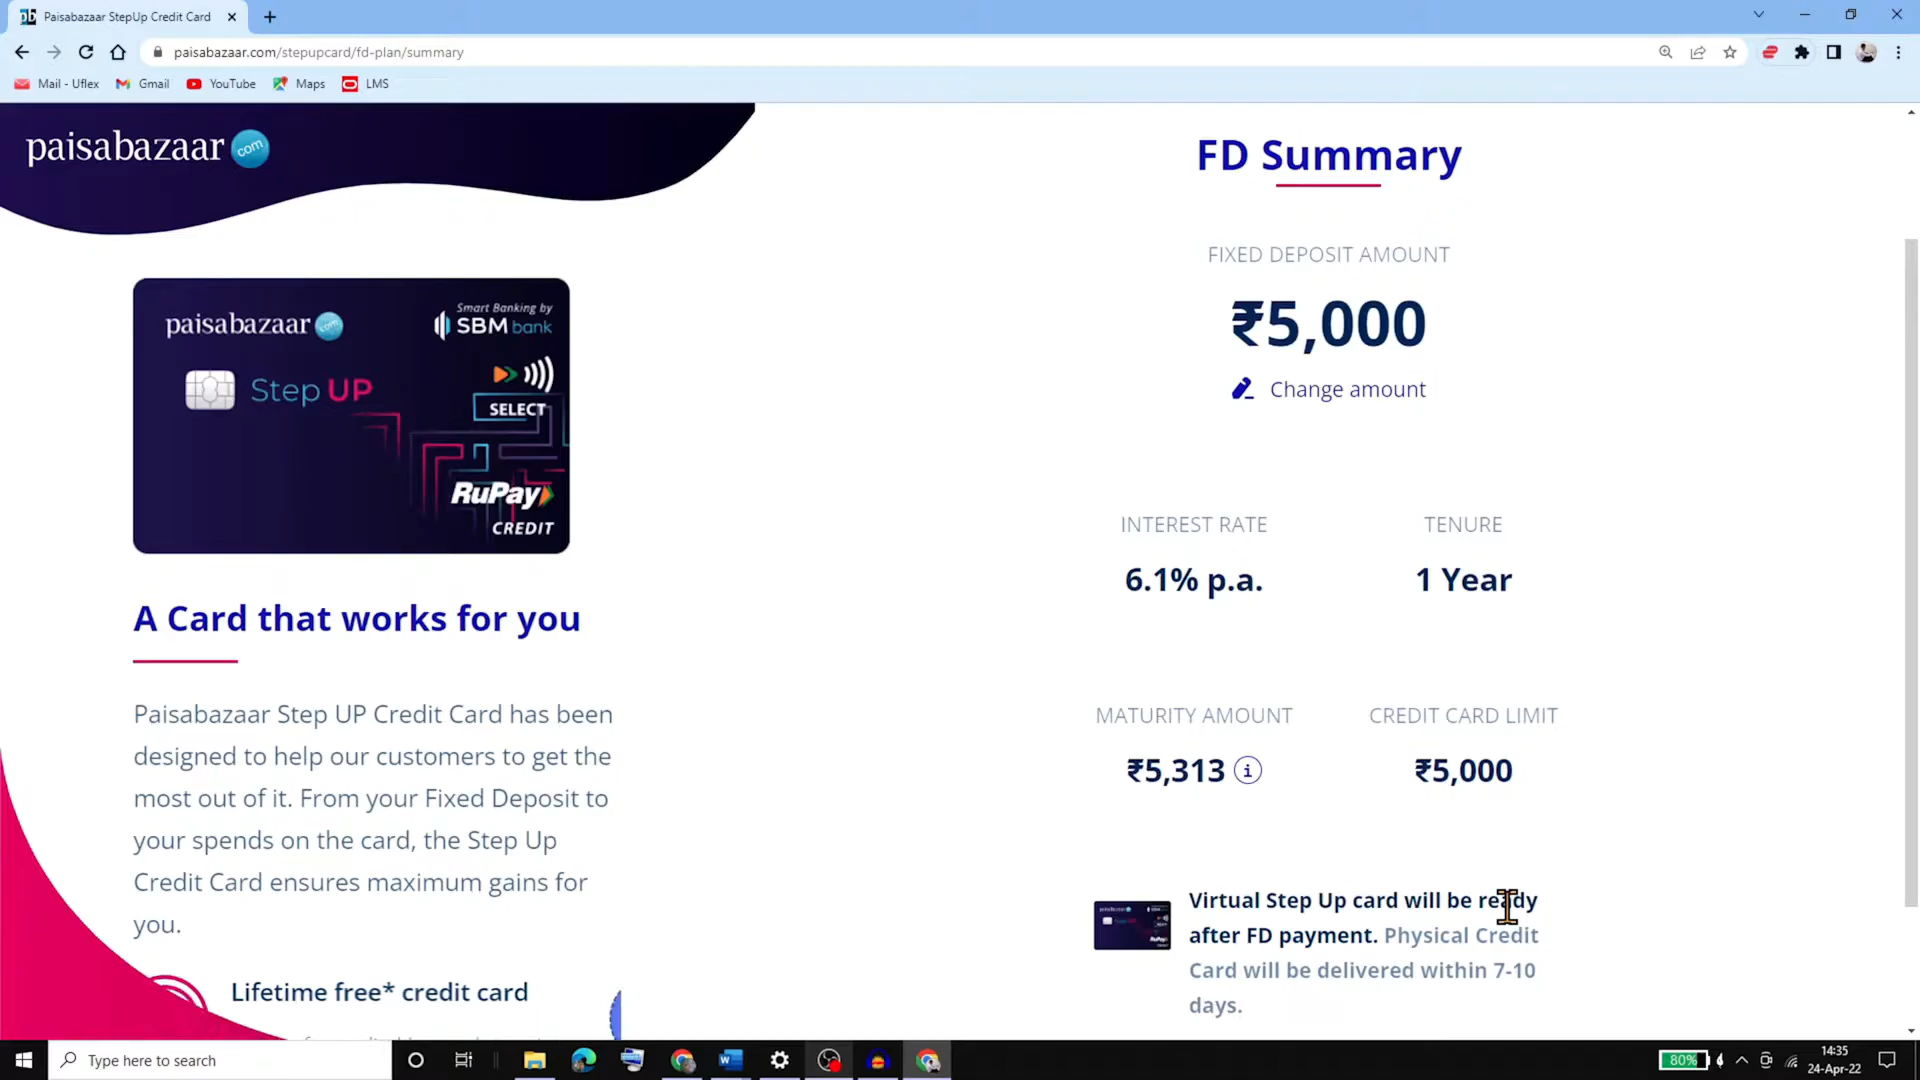 Paisabazaar StepUp Credit Card
paisabazaar.com/stepupcard/fd-plan/summary
Mail - Uflex
Gmail
YouTube
Maps
LMS
paisabazaar com
FD Summary
FIXED DEPOSIT AMOUNT
₹5,000
Change amount
paisabazaar com
Smart Banking by
SBM bank
Step UP
SELECT
RuPay
CREDIT
INTEREST RATE
TENURE
6.1% p.a.
1 Year
A Card that works for you
MATURITY AMOUNT
CREDIT CARD LIMIT
₹5,313
₹5,000
Paisabazaar Step UP Credit Card has been
designed to help our customers to get the
most out of it. From your Fixed Deposit to
your spends on the card, the Step Up
Credit Card ensures maximum gains for
you.
Virtual Step Up card will be ready
after FD payment. Physical Credit
Card will be delivered within 7-10
days.
Lifetime free* credit card
Type here to search
80%
14:35
24-Apr-22